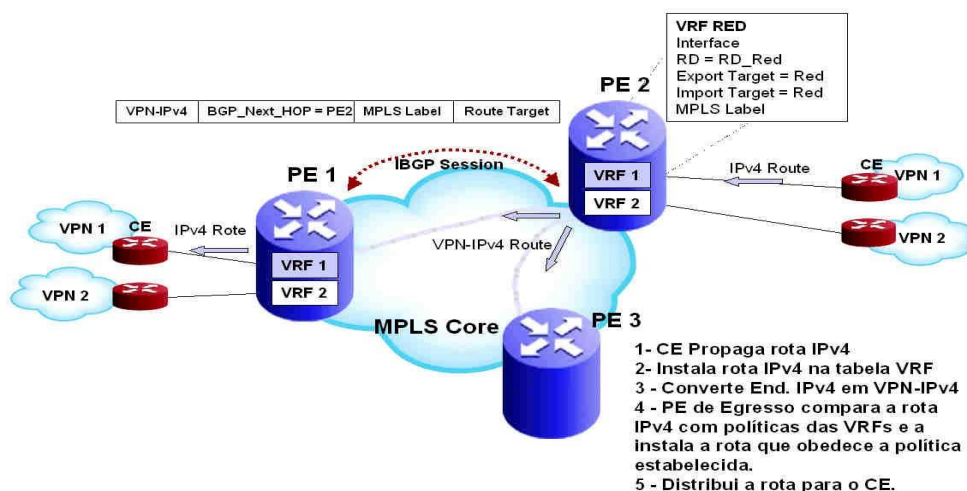 VRF RED
Interface
RD = RD_Red
Export Target = Red
Import Target = Red
MPLS Label
PE 2
VPN-IPv4 BGP_Next_HOP = PE2 MPLS Label Route Target
IBGP Session
PE 1
VRF 1
VRF 2
IPv4 Route
CE
VPN 1
VPN 2
VPN 1
CE
IPv4 Rote
VPN 2
VRF 1
VRF 2
VPN-IPv4 Route
MPLS Core
PE 3
1- CE Propaga rota IPv4
2- Instala rota IPv4 na tabela VRF
3 - Converte End. IPv4 em VPN-IPv4
4 - PE de Egresso compara a rota
IPv4 com políticas das VRFs e a
instala a rota que obedece a política
estabelecida.
5 - Distribui a rota para o CE.